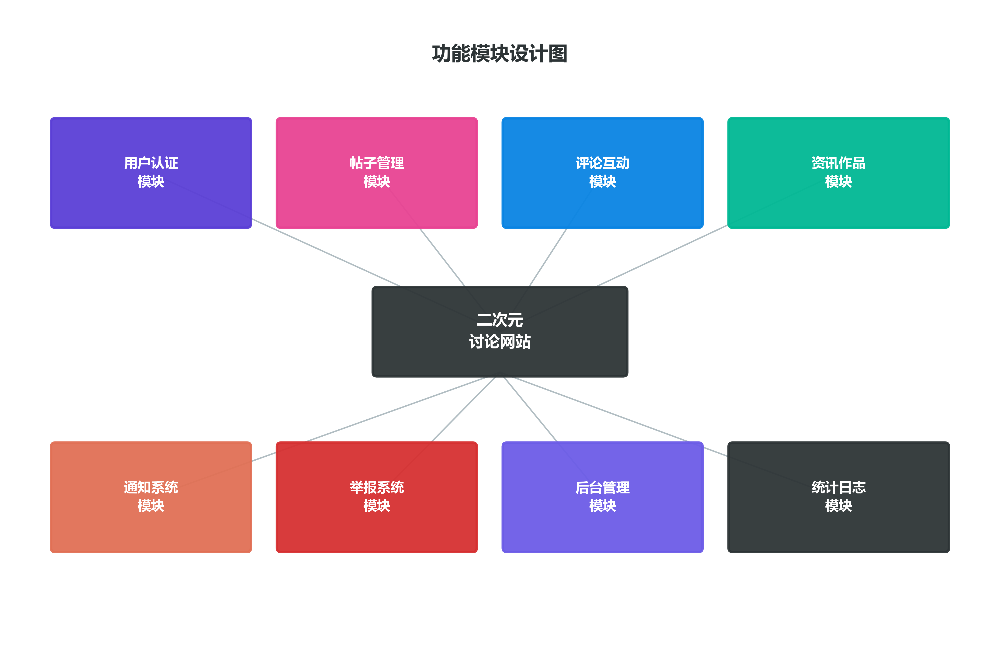 功能模块设计图
用户认证
模块
帖子管理
模块
评论互动
模块
资讯作品
模块
二次元
讨论网站
通知系统
模块
举报系统
模块
后台管理
模块
统计日志
模块